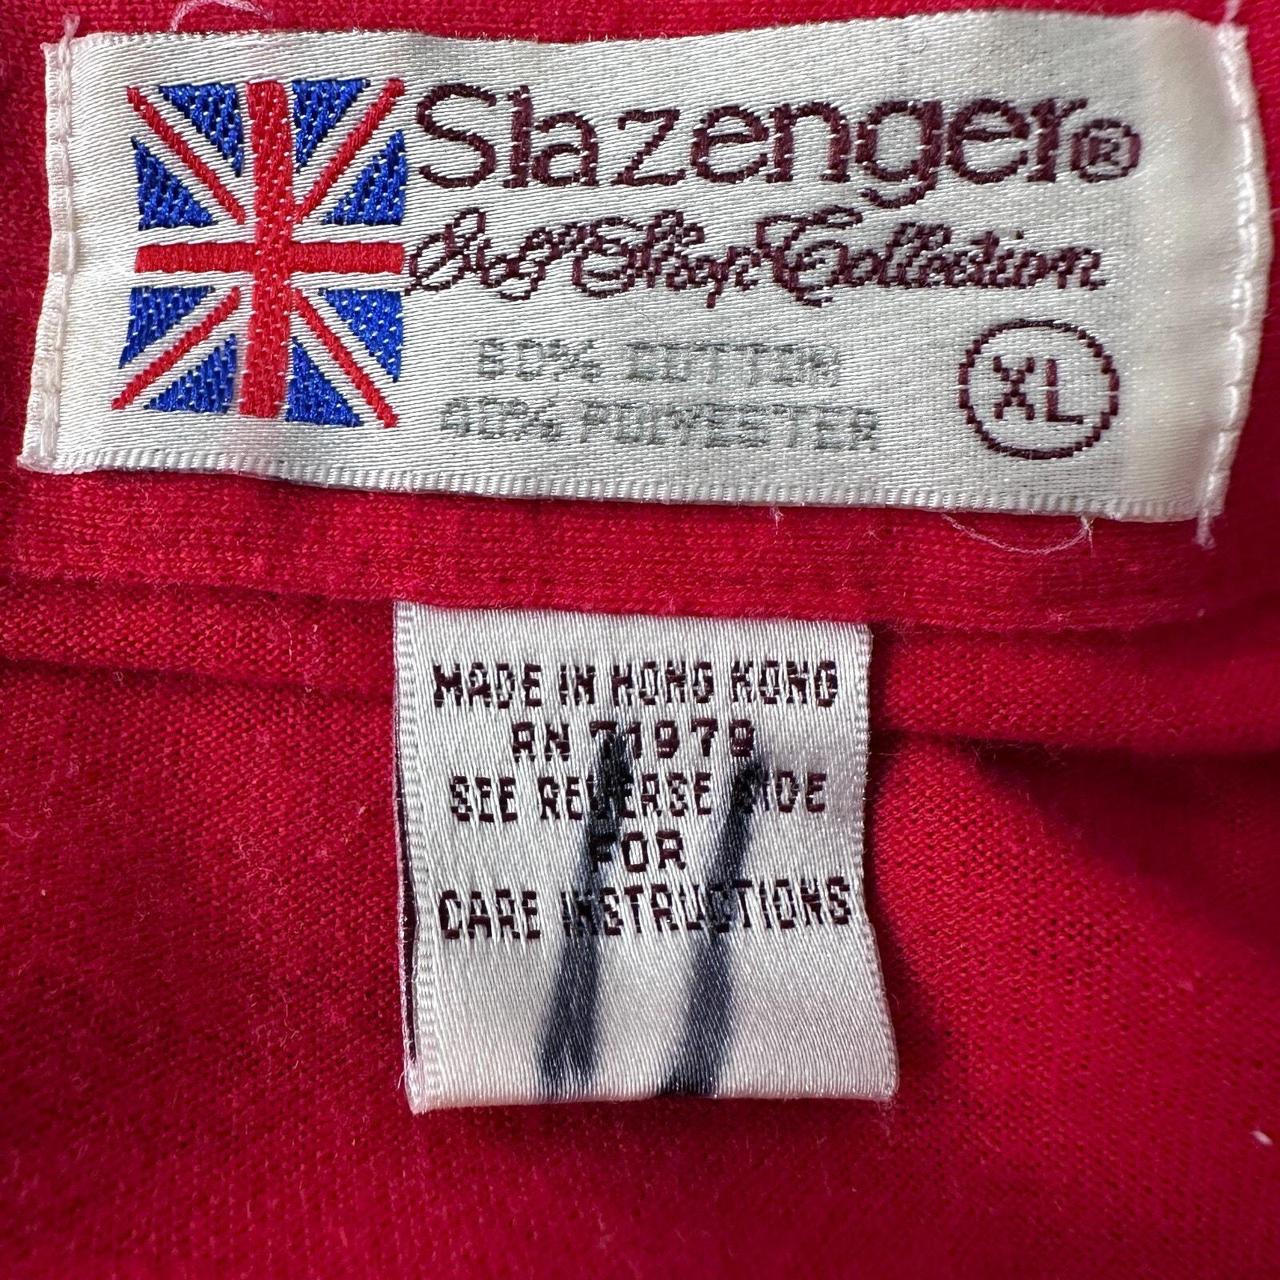 Slazenger®
Golf Shop Collection
60% COTTON
40% POLYESTER
XL
MADE IN HONG KONG
RN 71979
SEE REVERSE SIDE
FOR
CARE INSTRUCTIONS